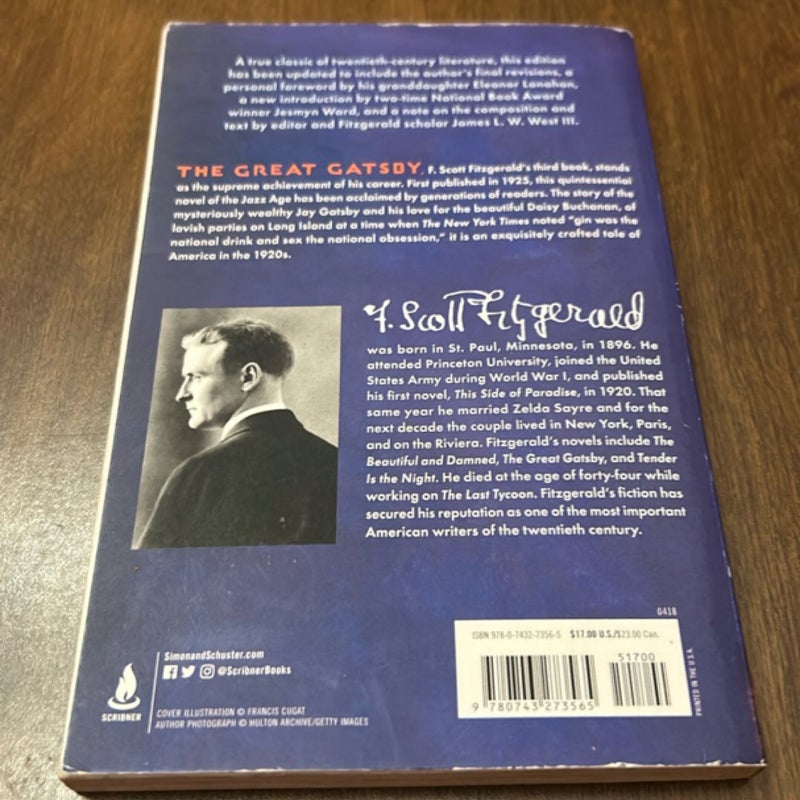 A true classic of twentieth-century literature, this edition
has been updated to include the author's final revisions, a
personal foreword by his granddaughter Eleanor Lanahan,
a new introduction by two-time National Book Award
winner Jesmyn Ward, and a note on the composition and
text by editor and Fitzgerald scholar James L. W. West III.
THE GREAT GATSBY, F. Scott Fitzgerald's third book, stands
as the supreme achievement of his career. First published in 1925, this quintessential
novel of the Jazz Age has been acclaimed by generations of readers. The story of the
mysteriously wealthy Jay Gatsby and his love for the beautiful Daisy Buchanan, of
lavish parties on Long Island at a time when The New York Times noted "gin was the
national drink and sex the national obsession," it is an exquisitely crafted tale of
America in the 1920s.
F. Scott Fitzgerald
was born in St. Paul, Minnesota, in 1896. He
attended Princeton University, joined the United
States Army during World War I, and published
his first novel, This Side of Paradise, in 1920. That
same year he married Zelda Sayre and for the
next decade the couple lived in New York, Paris,
and on the Riviera. Fitzgerald's novels include The
Beautiful and Damned, The Great Gatsby, and Tender
Is the Night. He died at the age of forty-four while
working on The Last Tycoon. Fitzgerald's fiction has
secured his reputation as one of the most important
American writers of the twentieth century.
0418
ISBN 978-0-7432-7356-5 $17.00 U.S./$23.00 Can.
51700
9 780743 273565
PRINTED IN THE U.S.A.
SimonandSchuster.com
@ScribnerBooks
SCRIBNER
COVER ILLUSTRATION © FRANCIS CUGAT
AUTHOR PHOTOGRAPH © HULTON ARCHIVE/GETTY IMAGES